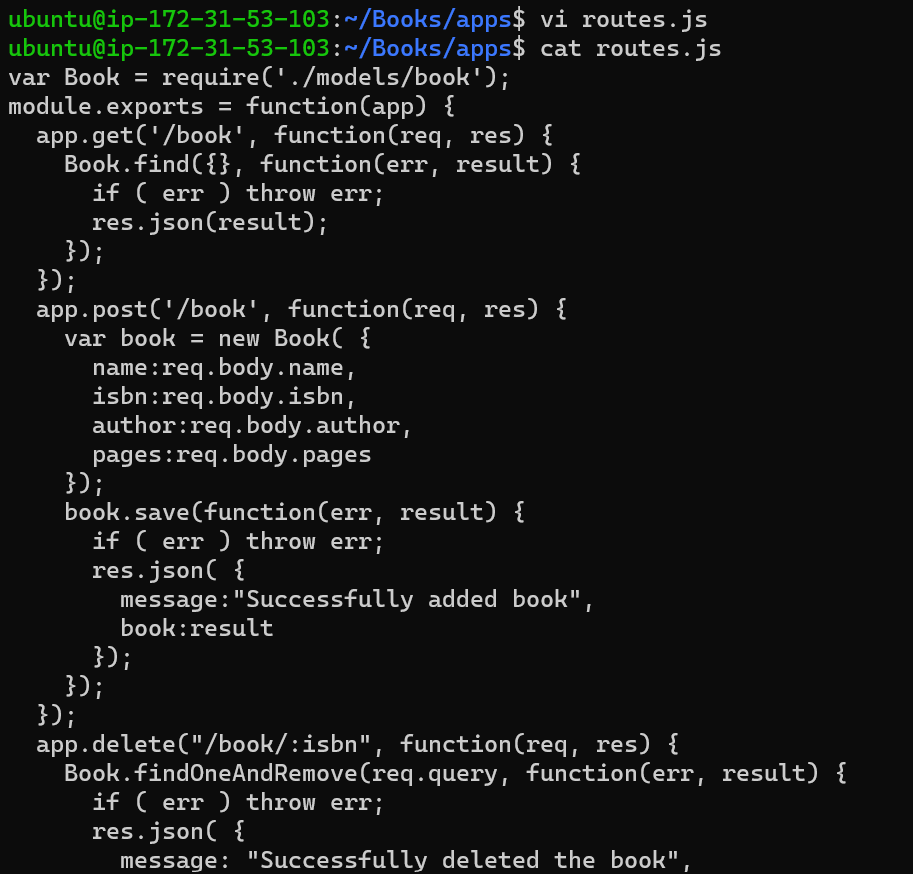 ubuntu@ip-172-31-53-103:~/Books/apps$ vi routes.js
ubuntu@ip-172-31-53-103:~/Books/apps$ cat routes.js
var Book = require('./models/book');
module.exports = function(app) {
  app.get('/book', function(req, res) {
    Book.find({}, function(err, result) {
      if ( err ) throw err;
      res.json(result);
    });
  });
  app.post('/book', function(req, res) {
    var book = new Book( {
      name:req.body.name,
      isbn:req.body.isbn,
      author:req.body.author,
      pages:req.body.pages
    });
    book.save(function(err, result) {
      if ( err ) throw err;
      res.json( {
        message:"Successfully added book",
        book:result
      });
    });
  });
  app.delete("/book/:isbn", function(req, res) {
    Book.findOneAndRemove(req.query, function(err, result) {
      if ( err ) throw err;
      res.json( {
        message: "Successfully deleted the book",